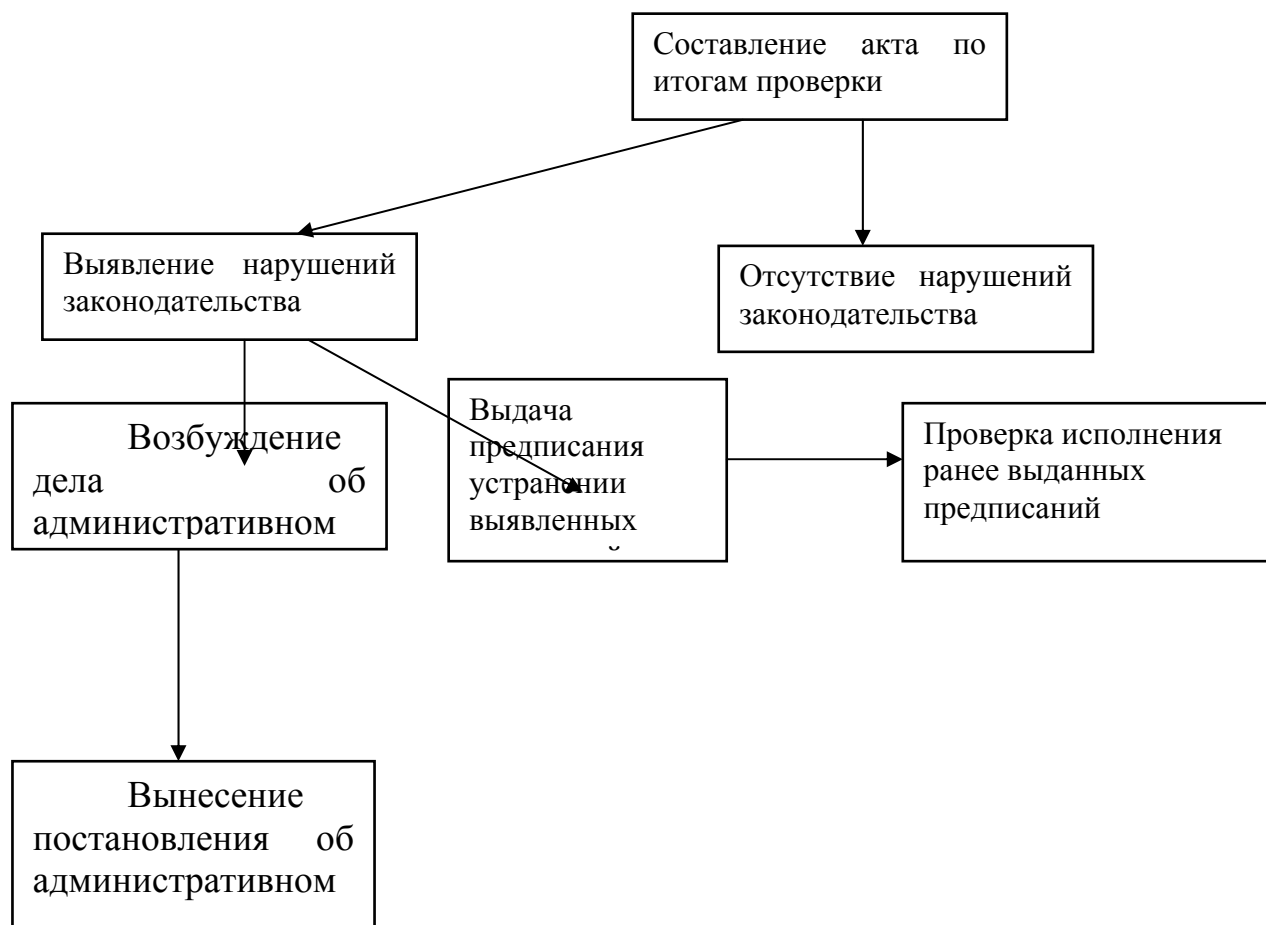 Составление акта по
итогам проверки
Выявление нарушений
законодательства
Отсутствие нарушений
законодательства
Возбуждение
дела об
административном
Выдача
предписания
устранении
выявленных
Проверка исполнения
ранее выданных
предписаний
Вынесение
постановления об
административном